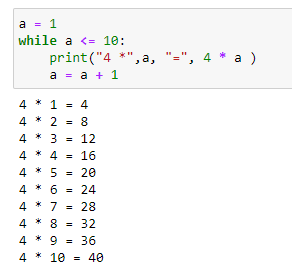 a = 1
while a <= 10:
    print("4 *",a, "=", 4 * a )
    a = a + 1
4 * 1 = 4
4 * 2 = 8
4 * 3 = 12
4 * 4 = 16
4 * 5 = 20
4 * 6 = 24
4 * 7 = 28
4 * 8 = 32
4 * 9 = 36
4 * 10 = 40